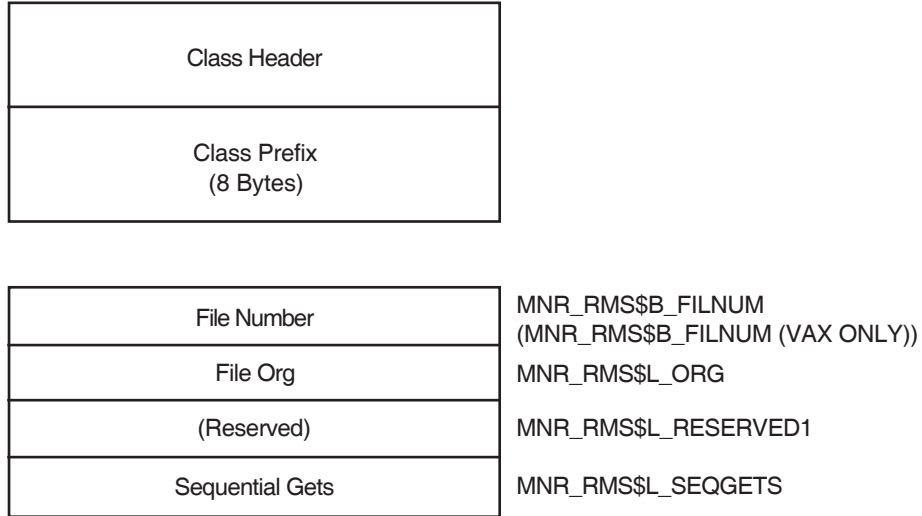 Class Header
Class Prefix
(8 Bytes)
File Number
MNR_RMS$B_FILNUM
(MNR_RMS$B_FILNUM (VAX ONLY))
File Org
MNR_RMS$L_ORG
(Reserved)
MNR_RMS$L_RESERVED1
Sequential Gets
MNR_RMS$L_SEQGETS